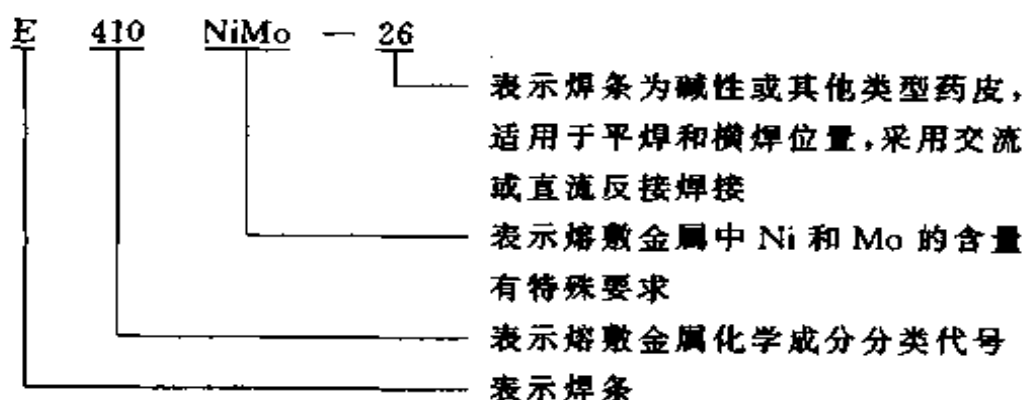 E 410 NiMo — 26
表示焊条为碱性或其他类型药皮，
适用于平焊和横焊位置，采用交流
或直流反接焊接
表示熔敷金属中 Ni 和 Mo 的含量
有特殊要求
表示熔敷金属化学成分分类代号
表示焊条